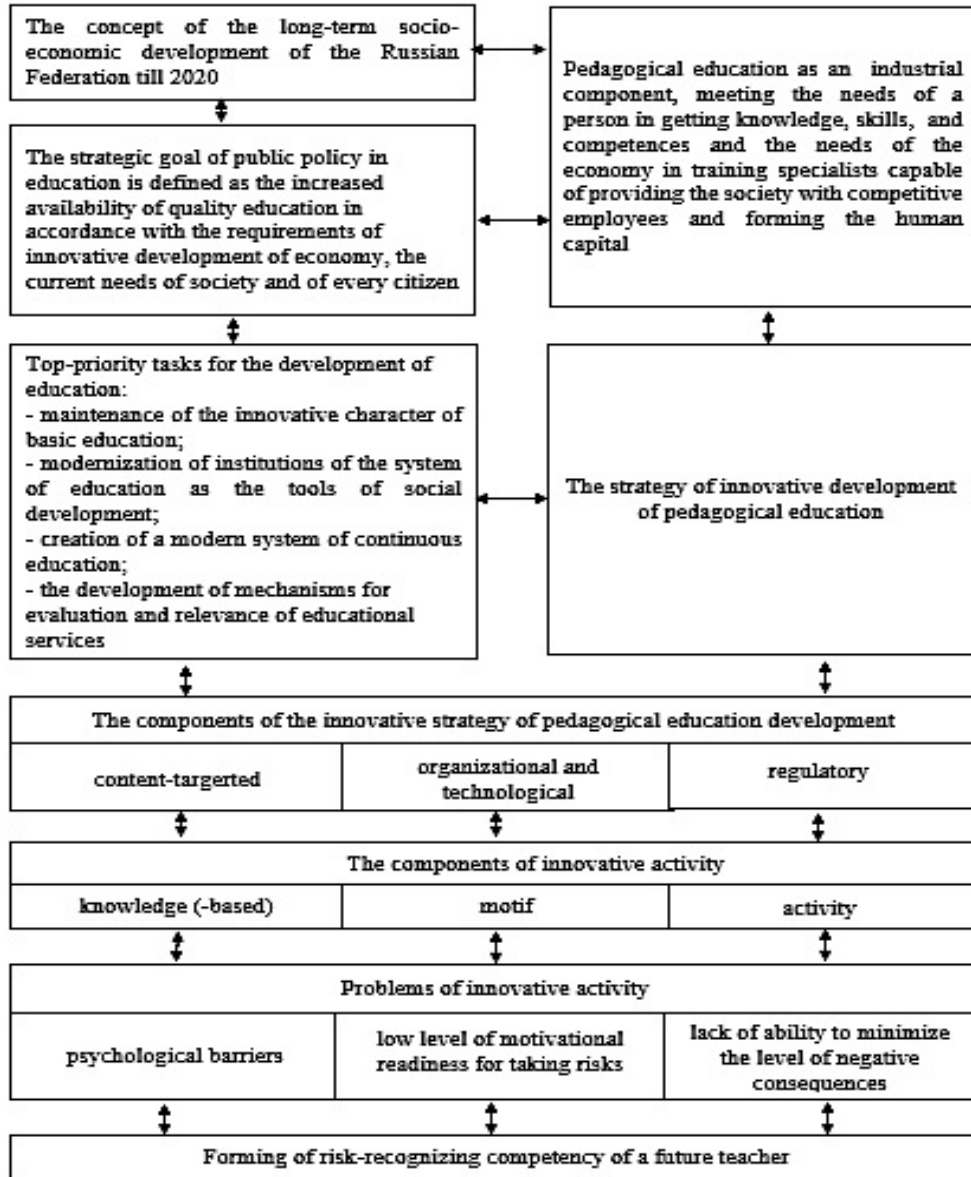 The concept of the long-term socio-
economic development of the Russian
Federation till 2020
Pedagogical education as an industrial
component, meeting the needs of a
person in getting knowledge, skills, and
competences and the needs of the
economy in training specialists capable
of providing the society with competitive
employees and forming the human
capital
The strategic goal of public policy in
education is defined as the increased
availability of quality education in
accordance with the requirements of
innovative development of economy, the
current needs of society and of every citizen
Top-priority tasks for the development of
education:
- maintenance of the innovative character of
basic education;
- modernization of institutions of the system
of education as the tools of social
development;
- creation of a modern system of continuous
education;
- the development of mechanisms for
evaluation and relevance of educational
services
The strategy of innovative development
of pedagogical education
The components of the innovative strategy of pedagogical education development
content-targerted
organizational and
technological
regulatory
The components of innovative activity
knowledge (-based)
motif
activity
Problems of innovative activity
psychological barriers
low level of motivational
readiness for taking risks
lack of ability to minimize
the level of negative
consequences
Forming of risk-recognizing competency of a future teacher